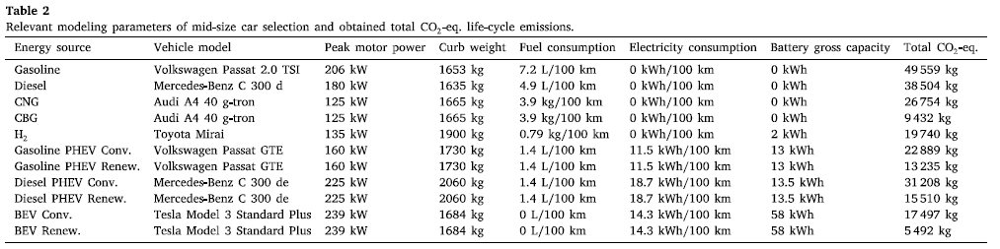 Table 2
Relevant modeling parameters of mid-size car selection and obtained total CO₂-eq. life-cycle emissions.
Energy source Vehicle model Peak motor power Curb weight Fuel consumption Electricity consumption Battery gross capacity Total CO₂-eq.
Gasoline Volkswagen Passat 2.0 TSI 206 kW 1653 kg 7.2 L/100 km 0 kWh/100 km 0 kWh 49 559 kg
Diesel Mercedes-Benz C 300 d 180 kW 1635 kg 4.9 L/100 km 0 kWh/100 km 0 kWh 38 504 kg
CNG Audi A4 40 g-tron 125 kW 1665 kg 3.9 kg/100 km 0 kWh/100 km 0 kWh 26 754 kg
CBG Audi A4 40 g-tron 125 kW 1665 kg 3.9 kg/100 km 0 kWh/100 km 0 kWh 9 432 kg
H₂ Toyota Mirai 135 kW 1900 kg 0.79 kg/100 km 0 kWh/100 km 2 kWh 19 740 kg
Gasoline PHEV Conv. Volkswagen Passat GTE 160 kW 1730 kg 1.4 L/100 km 11.5 kWh/100 km 13 kWh 22 889 kg
Gasoline PHEV Renew. Volkswagen Passat GTE 160 kW 1730 kg 1.4 L/100 km 11.5 kWh/100 km 13 kWh 13 235 kg
Diesel PHEV Conv. Mercedes-Benz C 300 de 225 kW 2060 kg 1.4 L/100 km 18.7 kWh/100 km 13.5 kWh 31 208 kg
Diesel PHEV Renew. Mercedes-Benz C 300 de 225 kW 2060 kg 1.4 L/100 km 18.7 kWh/100 km 13.5 kWh 15 510 kg
BEV Conv. Tesla Model 3 Standard Plus 239 kW 1684 kg 0 L/100 km 14.3 kWh/100 km 58 kWh 17 497 kg
BEV Renew. Tesla Model 3 Standard Plus 239 kW 1684 kg 0 L/100 km 14.3 kWh/100 km 58 kWh 5 492 kg